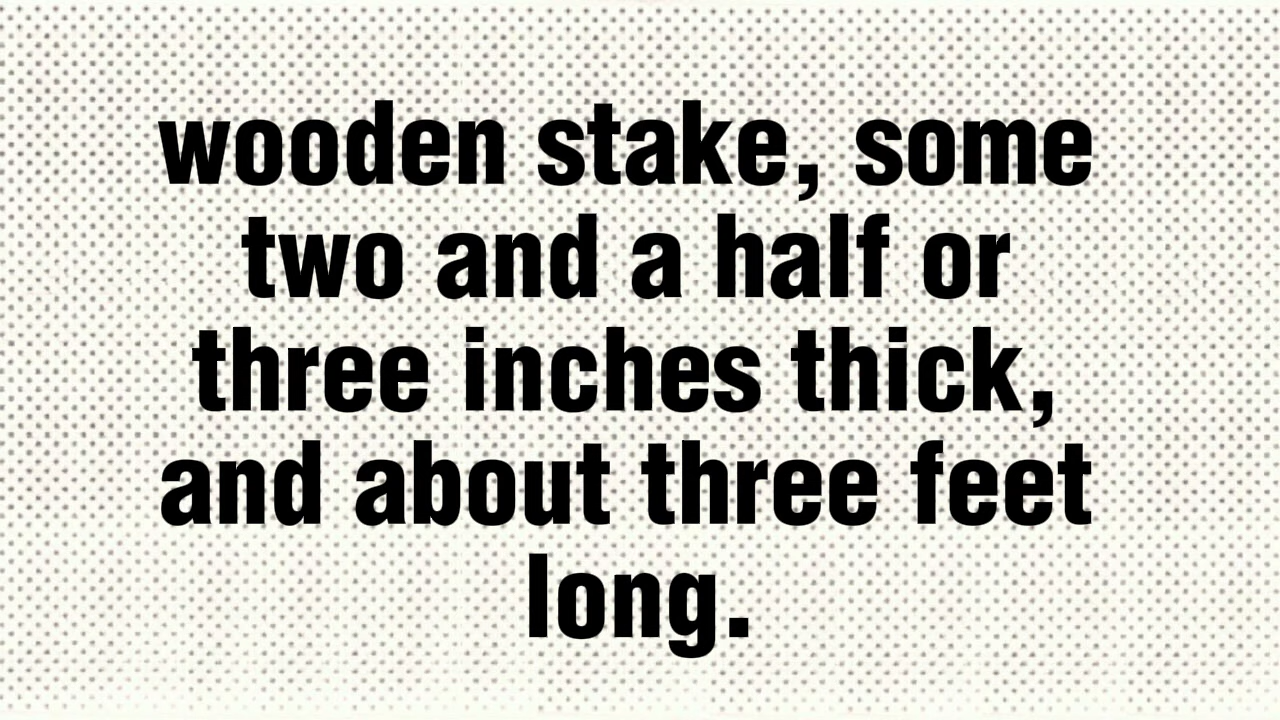 wooden stake, some
two and a half or
three inches thick,
and about three feet
long.